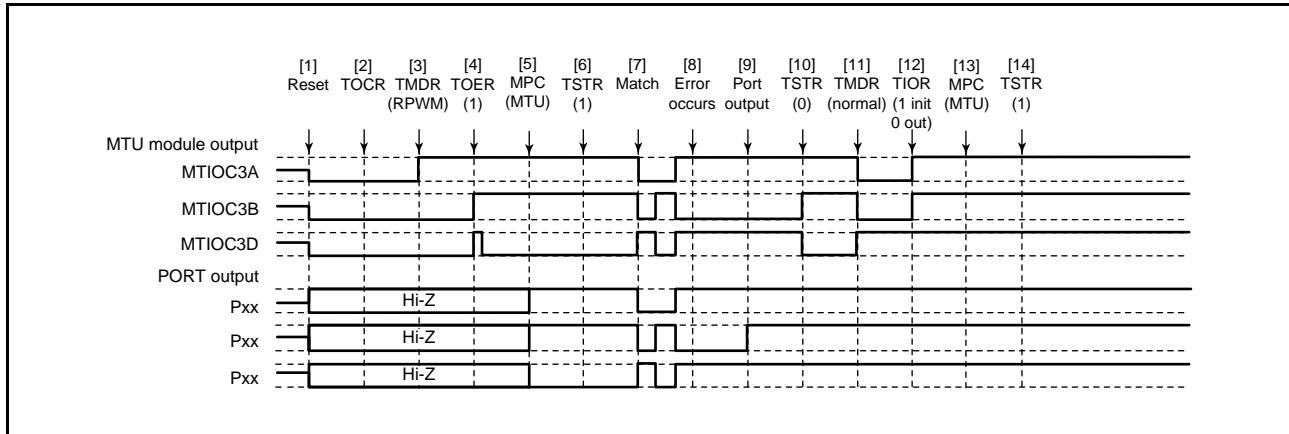 [1] [2] [3] [4] [5] [6] [7] [8] [9] [10] [11] [12] [13] [14]
Reset TOCR TMDR TOER MPC TSTR Match Error Port TSTR TMDR TIOR MPC TSTR
(RPWM) (1) (MTU) (1) occurs output (0) (normal) (1 init (MTU) (1)
0 out)
MTU module output
MTIOC3A
MTIOC3B
MTIOC3D
PORT output
Pxx Hi-Z
Pxx Hi-Z
Pxx Hi-Z